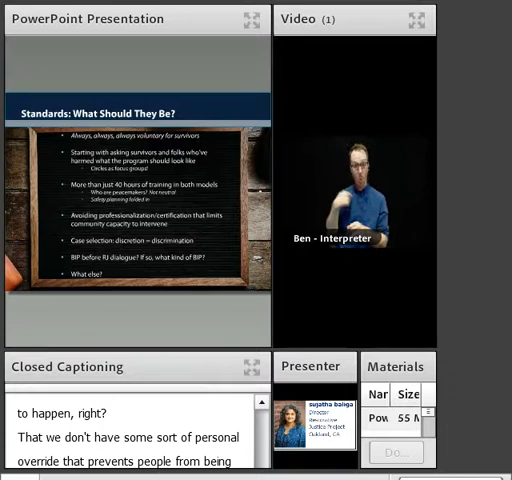 PowerPoint Presentation
Standards: What Should They Be?
Always, always, always voluntary for survivors
Starting with asking survivors and folks who've
harmed what the program should look like
Circles as focus groups!
More than just 40 hours of training in both models
Who are peacemakers? Not neutral
Safety planning folded in
Avoiding professionalization/certification that limits
community capacity to intervene
Case selection: discretion = discrimination
BIP before RJ dialogue? If so, what kind of BIP?
What else?
Video (1)
Ben - Interpreter
Closed Captioning
to happen, right?
That we don't have some sort of personal
override that prevents people from being
Presenter
sujatha baliga
Director
Restorative
Justice Project
Oakland, CA
Materials
Nar Size
Pow 55 M
Do...